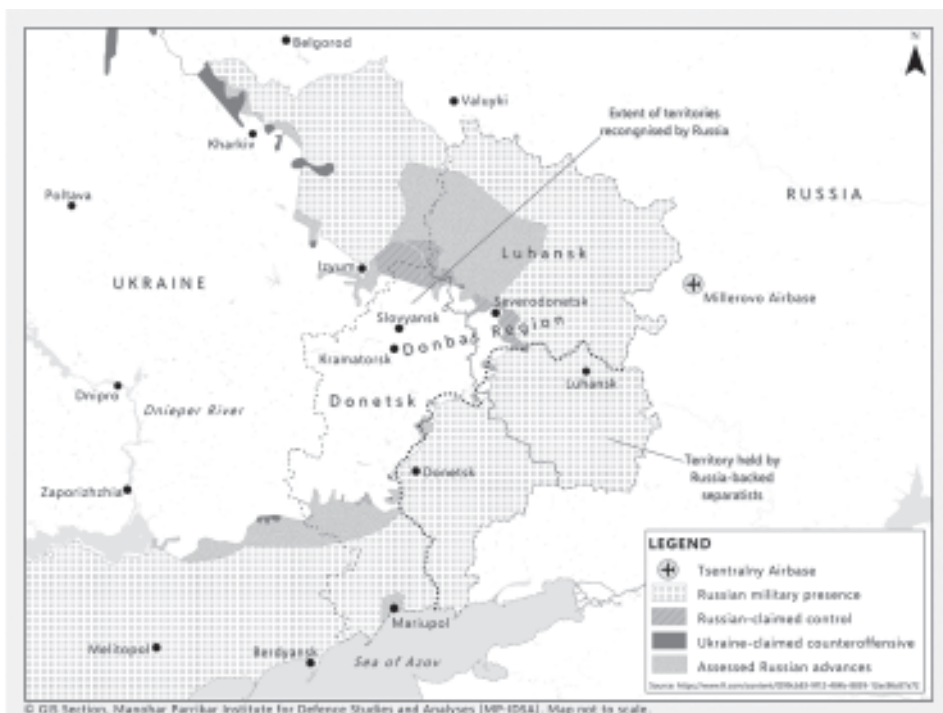 N
Belgorod
Valuyki
Extent of territories
recongnised by Russia
Kharkiv
Poltava
RUSSIA
Luhansk
Izyum
UKRAINE
Millerovo Airbase
Severodonetsk
Slovyansk
Donbas Region
Kramatorsk
Luhansk
Dnipro
Dnieper River
Donetsk
Territory held by
Russia-backed
separatists
Donetsk
Zaporizhzhia
LEGEND
Tsentralny Airbase
Russian military presence
Russian-claimed control
Ukraine-claimed counteroffensive
Assessed Russian advances
Mariupol
Melitopol
Berdyansk
Sea of Azov
© GIS Section, Manohar Parrikar Institute for Defence Studies and Analyses (MP-IDSA). Map not to scale.